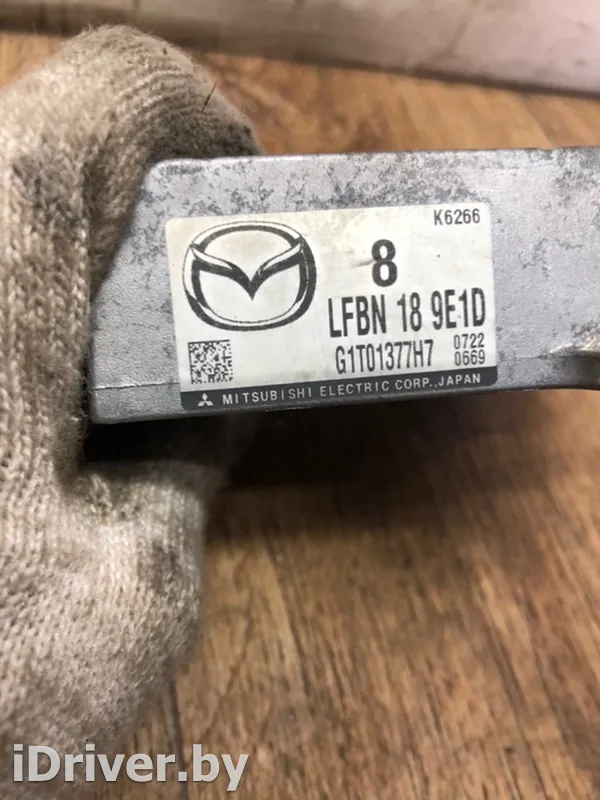 K6266
8
LFBN 18 9E1D
G1T01377H7 0722
0669
MITSUBISHI ELECTRIC CORP., JAPAN
iDriver.by